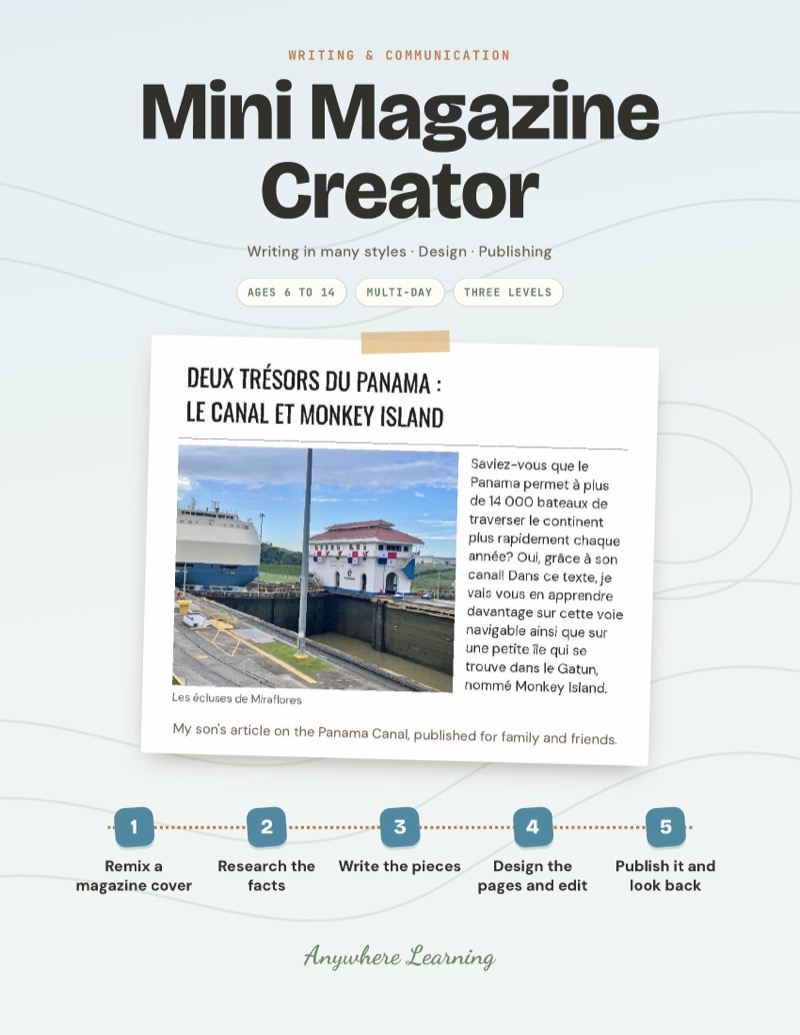 WRITING & COMMUNICATION
Mini Magazine
Creator
Writing in many styles · Design · Publishing
AGES 6 TO 14
MULTI-DAY
THREE LEVELS
DEUX TRÉSORS DU PANAMA :
LE CANAL ET MONKEY ISLAND
Saviez-vous que le
Panama permet à plus
de 14 000 bateaux de
traverser le continent
plus rapidement chaque
année? Oui, grâce à son
canal! Dans ce texte, je
vais vous en apprendre
davantage sur cette voie
navigable ainsi que sur
une petite île qui se
trouve dans le Gatun,
nommé Monkey Island.
Les écluses de Miraflores
My son's article on the Panama Canal, published for family and friends.
1
Remix a
magazine cover
2
Research the
facts
3
Write the pieces
4
Design the
pages and edit
5
Publish it and
look back
Anywhere Learning